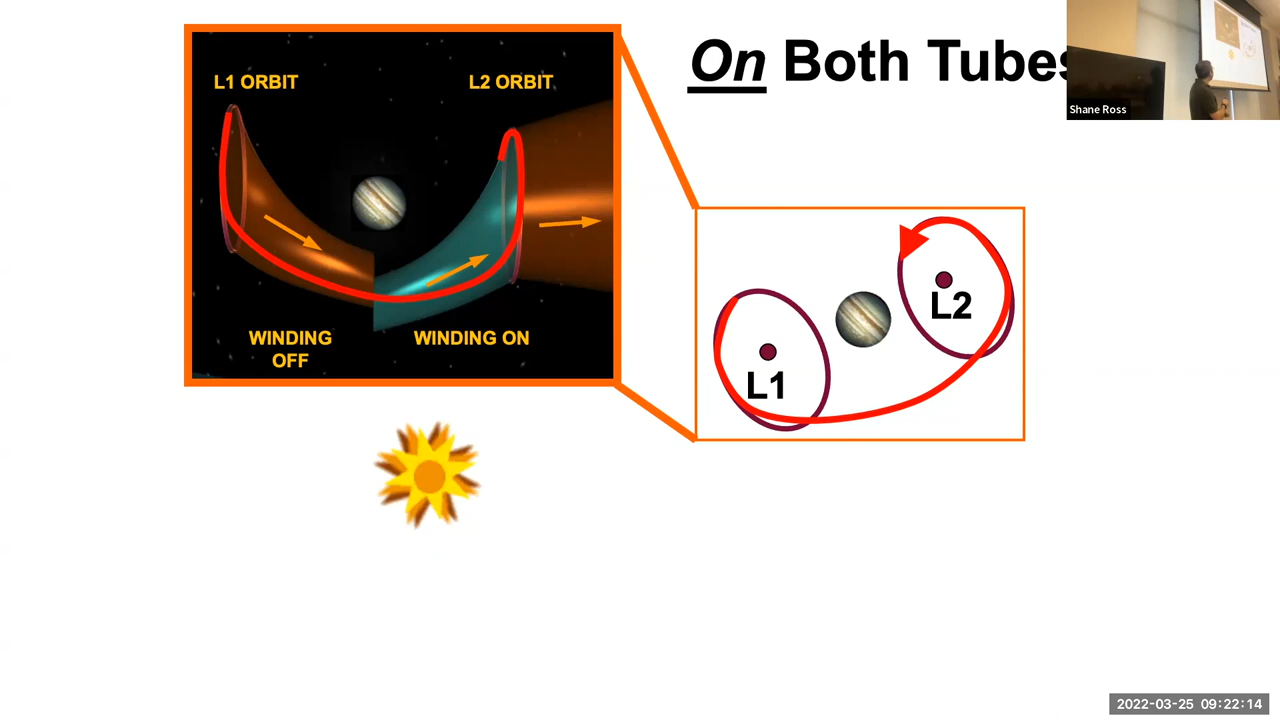 On Both Tubes
Shane Ross
L1 ORBIT
L2 ORBIT
WINDING
OFF
WINDING ON
L2
L1
2022-03-25 09:22:14